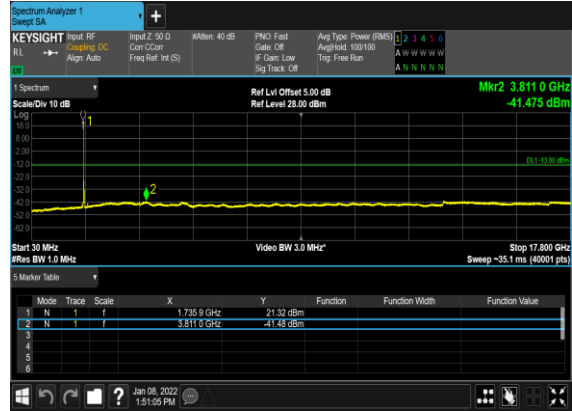 Spectrum Analyzer 1
Swept SA
+
KEYSIGHT Input: RF Input Z: 50 Ω #Atten: 40 dB PNO: Fast Avg Type: Power (RMS) 1 2 3 4 5 6
R L Coupling: DC Corr CCorr Gate: Off Avg|Hold: 100/100 A W W W W W
Align: Auto Freq Ref: Int (S) IF Gain: Low Trig: Free Run
Sig Track: Off A N N N N N
1 Spectrum Ref Lvl Offset 5.00 dB Mkr2 3.811 0 GHz
Scale/Div 10 dB Ref Level 28.00 dBm -41.475 dBm
Log
18.0 1
8.00
-2.00
-12.0 DL1 -13.00 dBm
-22.0
-32.0 2
-42.0
-52.0
-62.0
Start 30 MHz Video BW 3.0 MHz* Stop 17.800 GHz
#Res BW 1.0 MHz Sweep ~35.1 ms (40001 pts)
5 Marker Table
Mode Trace Scale X Y Function Function Width Function Value
1 N 1 f 1.735 9 GHz 21.32 dBm
2 N 1 f 3.811 0 GHz -41.48 dBm
3
4
5
6
? Jan 08, 2022
1:51:05 PM